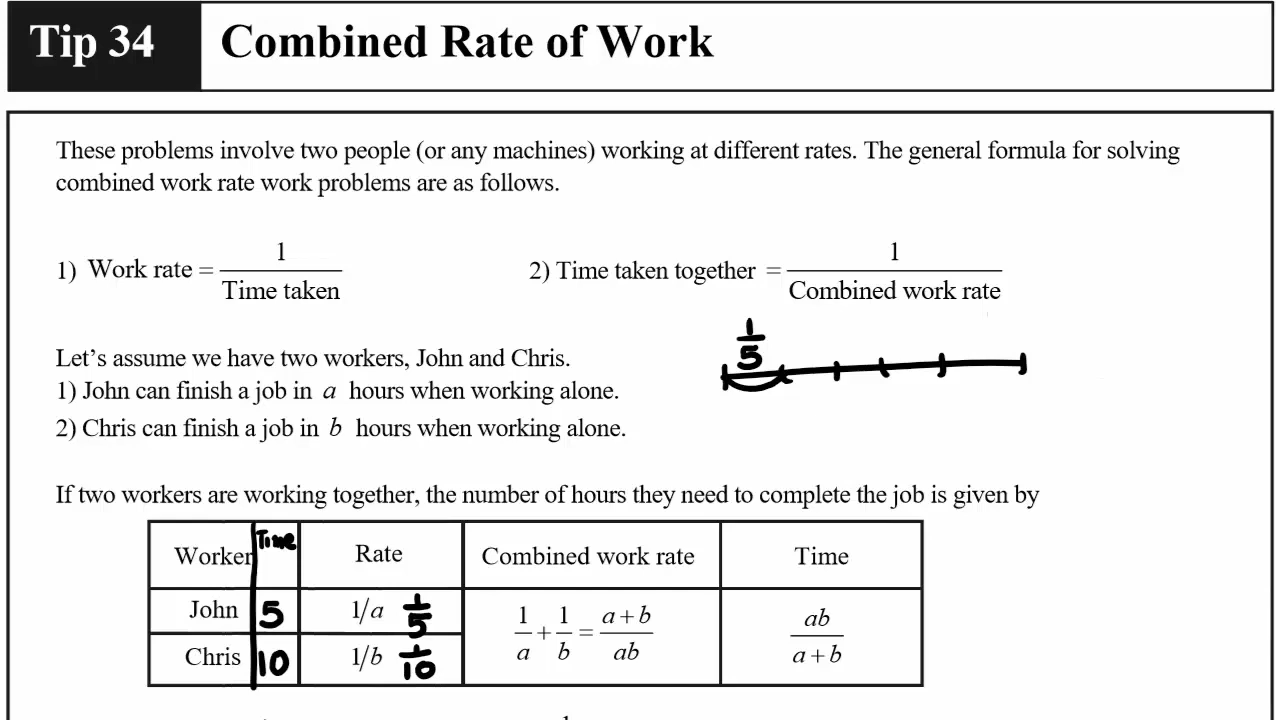 Tip 34 Combined Rate of Work
These problems involve two people (or any machines) working at different rates. The general formula for solving
combined work rate work problems are as follows.
1) Work rate = 1/Time taken 2) Time taken together = 1/Combined work rate
1/5
Let's assume we have two workers, John and Chris.
1) John can finish a job in a hours when working alone.
2) Chris can finish a job in b hours when working alone.
If two workers are working together, the number of hours they need to complete the job is given by
Worker Time Rate Combined work rate Time
John 5 1/a 1/5 1/a + 1/b = (a+b)/ab ab/(a+b)
Chris 10 1/b 1/10